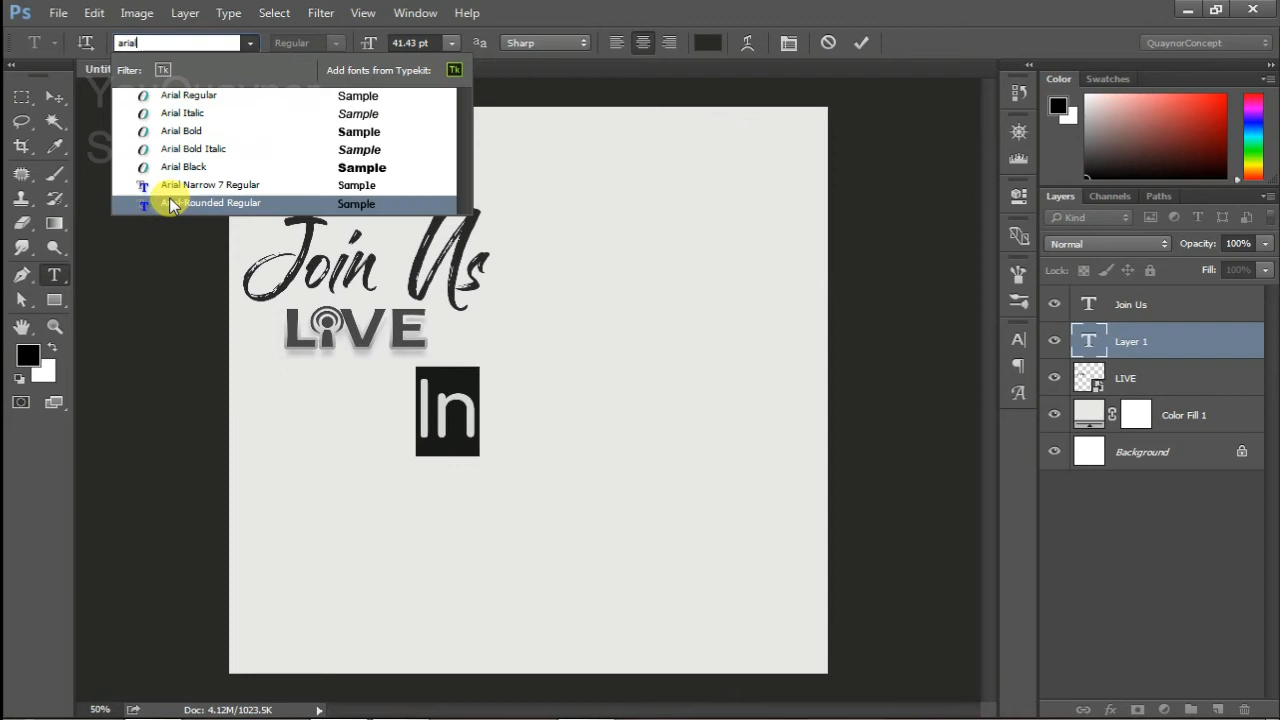 Ps File Edit Image Layer Type Select Filter View Window Help
T arial Regular 41.43 pt Sharp QuaynorConcept
Filter: Tk Add fonts from Typekit: Tk
Arial Regular Sample
Arial Italic Sample
Arial Bold Sample
Arial Bold Italic Sample
Arial Black Sample
Arial Narrow 7 Regular Sample
Arial Rounded Regular Sample
Join Us
LIVE
In
Color Swatches
Layers Channels Paths
Kind
Normal Opacity: 100%
Lock: Fill: 100%
Join Us
Layer 1
LIVE
Color Fill 1
Background
50% Doc: 4.12M/1023.5K